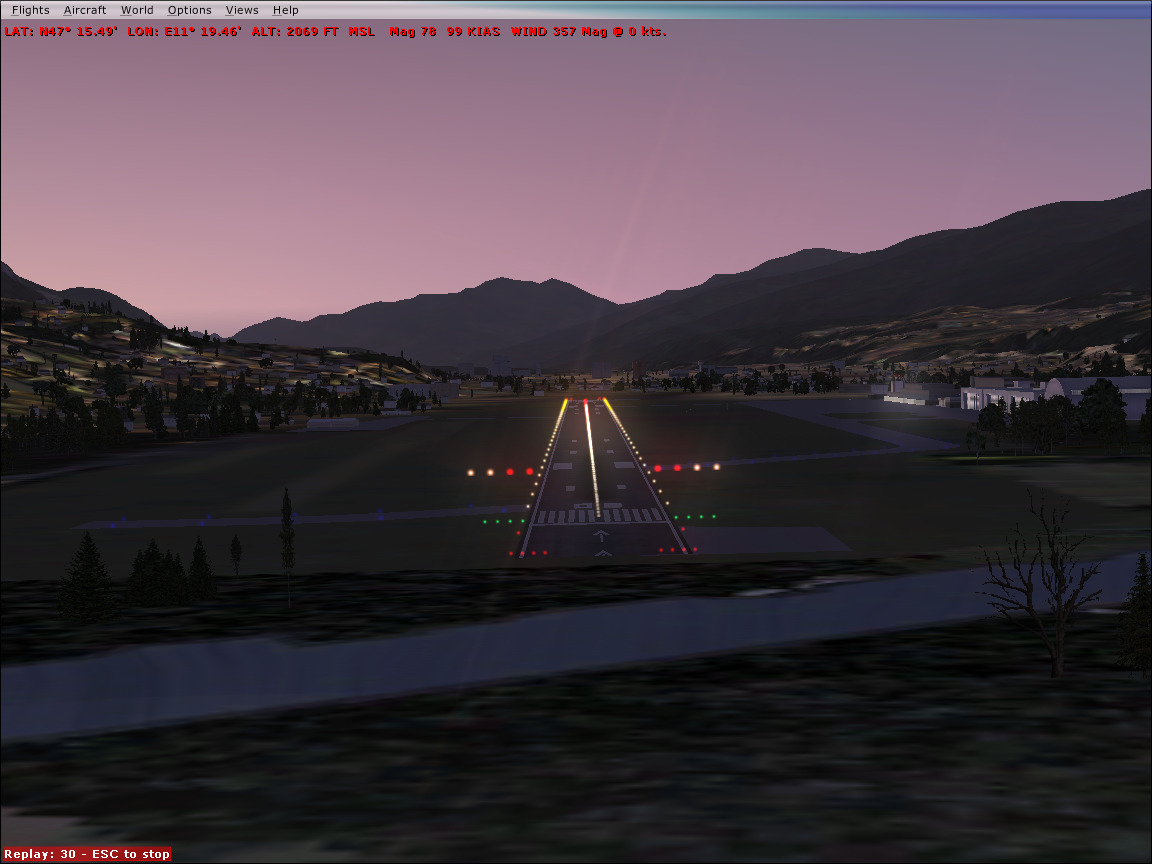 Flights Aircraft World Options Views Help
LAT: N47° 15.49' LON: E11° 19.46' ALT: 2069 FT MSL Mag 78 99 KIAS WIND 357 Mag @ 0 kts.
Replay: 30 - ESC to stop